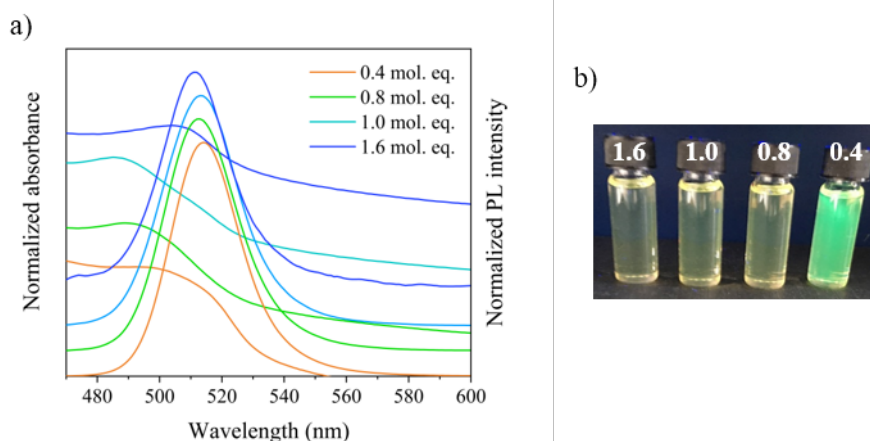 a)
0.4 mol. eq.
0.8 mol. eq.
1.0 mol. eq.
1.6 mol. eq.
Normalized absorbance
Normalized PL intensity
480 500 520 540 560 580 600
Wavelength (nm)
b)
1.6 1.0 0.8 0.4